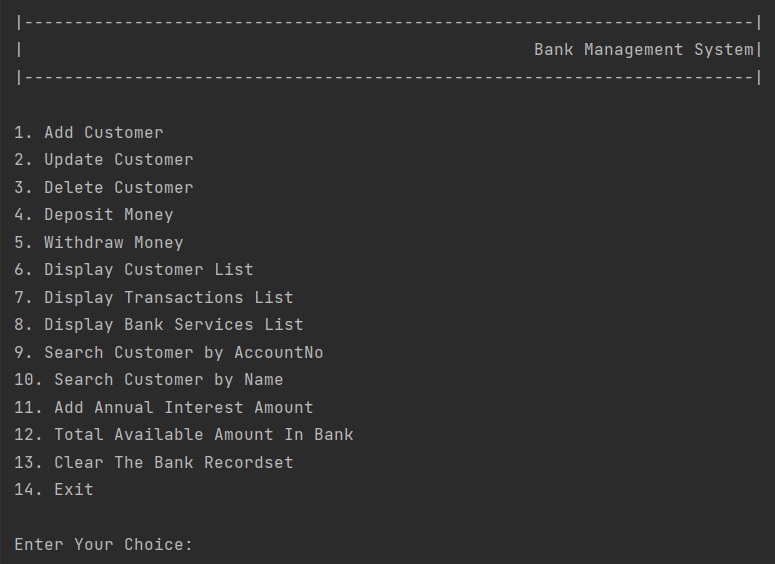 |-------------------------------------------------------------------------|
|                                                   Bank Management System|
|-------------------------------------------------------------------------|
1. Add Customer
2. Update Customer
3. Delete Customer
4. Deposit Money
5. Withdraw Money
6. Display Customer List
7. Display Transactions List
8. Display Bank Services List
9. Search Customer by AccountNo
10. Search Customer by Name
11. Add Annual Interest Amount
12. Total Available Amount In Bank
13. Clear The Bank Recordset
14. Exit
Enter Your Choice: